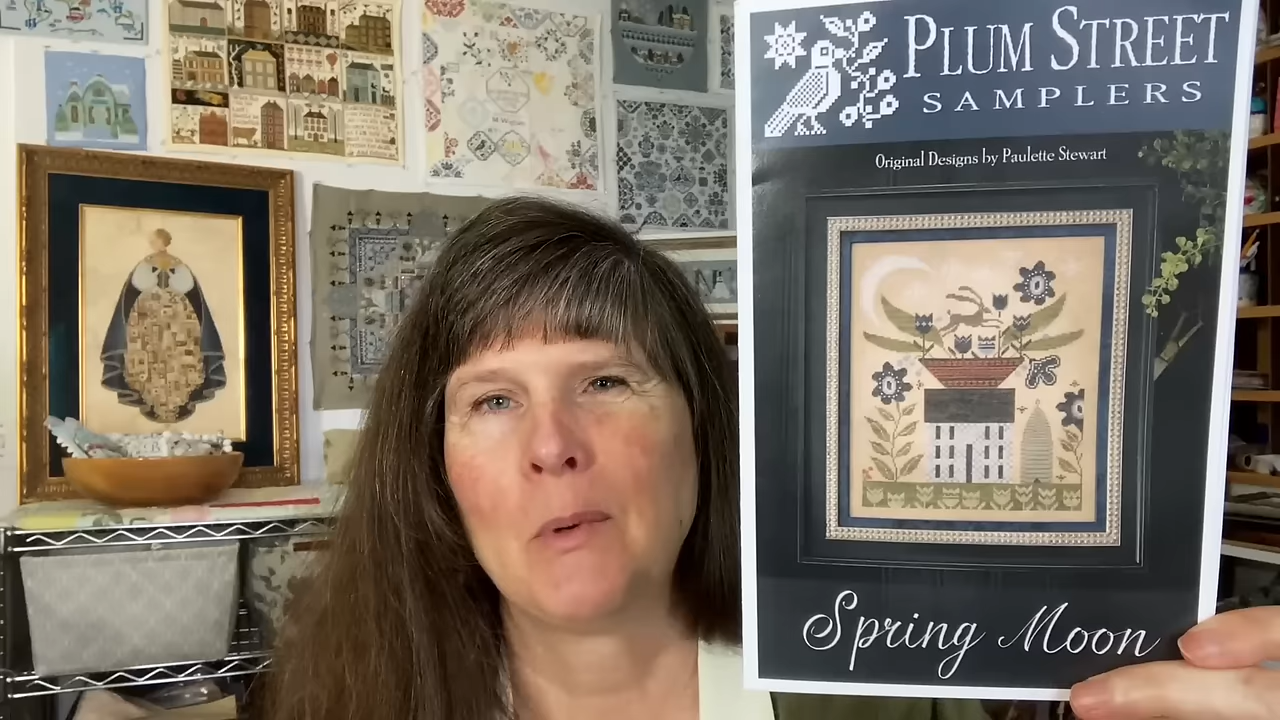 PLUM STREET
SAMPLERS
Original Designs by Paulette Stewart
Spring Moon